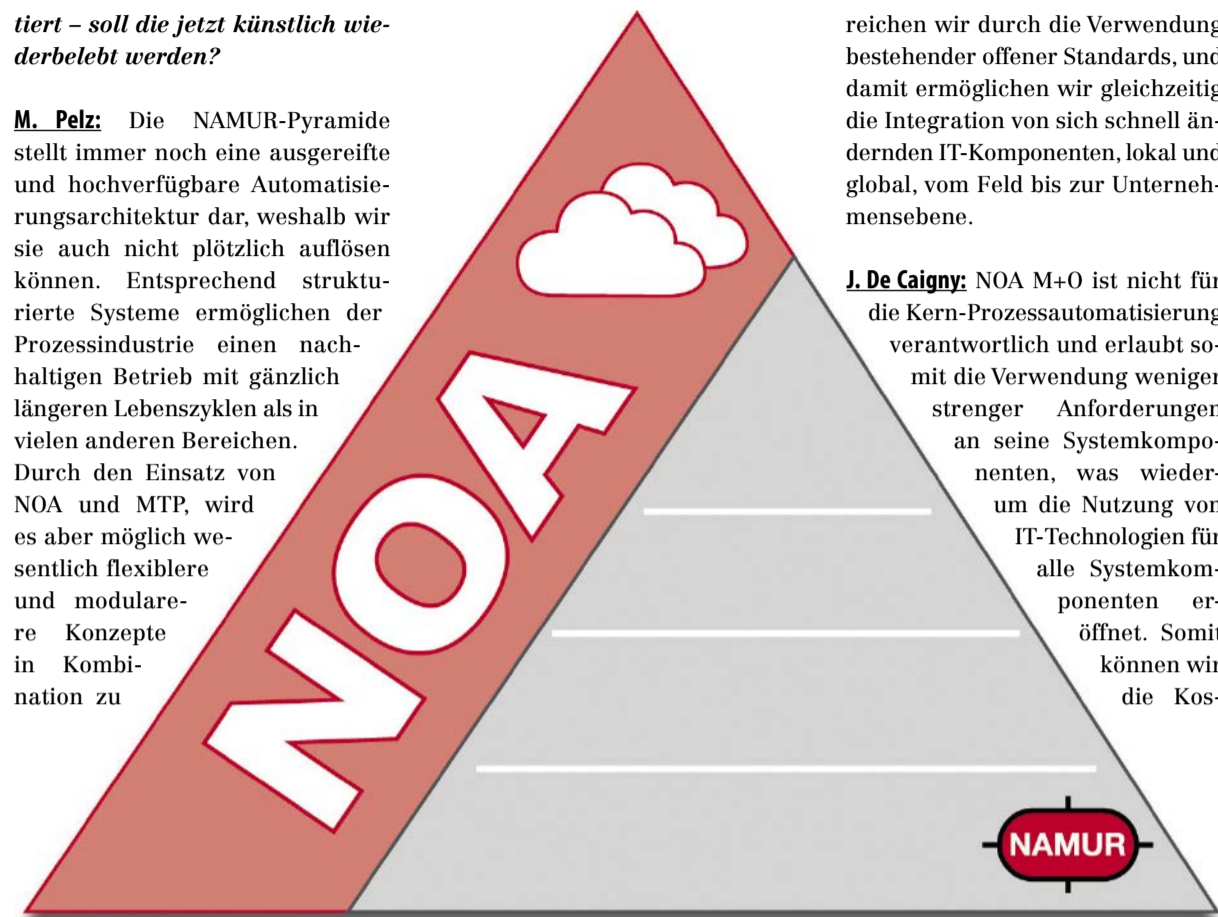 tiert – soll die jetzt künstlich wie-
derbelebt werden?
M. Pelz: Die NAMUR-Pyramide
stellt immer noch eine ausgereifte
und hochverfügbare Automatisie-
rungsarchitektur dar, weshalb wir
sie auch nicht plötzlich auflösen
können. Entsprechend struktu-
rierte Systeme ermöglichen der
Prozessindustrie einen nach-
haltigen Betrieb mit gänzlich
längeren Lebenszyklen als in
vielen anderen Bereichen.
Durch den Einsatz von
NOA und MTP, wird
es aber möglich we-
sentlich flexiblere
und modulare-
re Konzepte
in Kombi-
nation zu
NOA
NAMUR
reichen wir durch die Verwendung
bestehender offener Standards, und
damit ermöglichen wir gleichzeitig
die Integration von sich schnell än-
dernden IT-Komponenten, lokal und
global, vom Feld bis zur Unterneh-
mensebene.
J. De Caigny: NOA M+O ist nicht für
die Kern-Prozessautomatisierung
verantwortlich und erlaubt so-
mit die Verwendung weniger
strenger Anforderungen
an seine Systemkompo-
nenten, was wieder-
um die Nutzung von
IT-Technologien für
alle Systemkom-
ponenten er-
öffnet. Somit
können wir
die Kos-